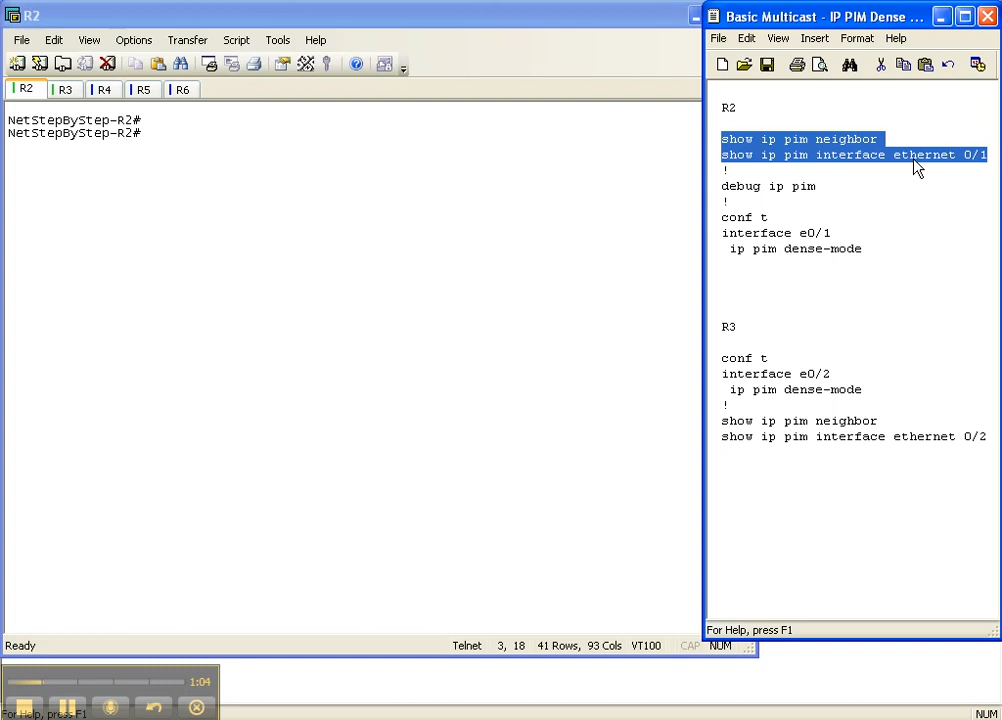 R2
File Edit View Options Transfer Script Tools Help
R2 R3 R4 R5 R6
NetStepByStep-R2#
NetStepByStep-R2#
Ready Telnet 3, 18 41 Rows, 93 Cols VT100 CAP NUM
Basic Multicast - IP PIM Dense ...
File Edit View Insert Format Help
R2
show ip pim neighbor
show ip pim interface ethernet 0/1
!
debug ip pim
!
conf t
interface e0/1
ip pim dense-mode
R3
conf t
interface e0/2
ip pim dense-mode
!
show ip pim neighbor
show ip pim interface ethernet 0/2
For Help, press F1
1:04
For Help, press F1 NUM